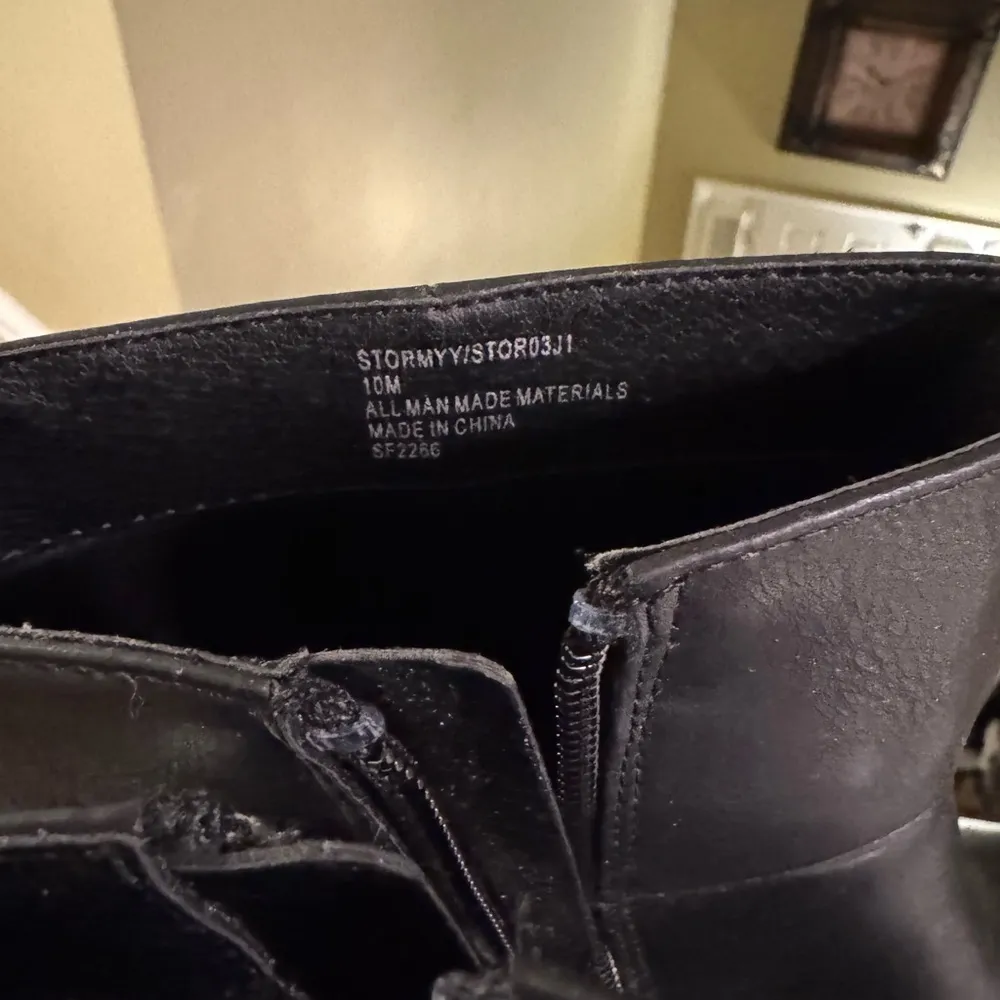 STORMYY/STOR03J1
10M
ALL MAN MADE MATERIALS
MADE IN CHINA
SF2266